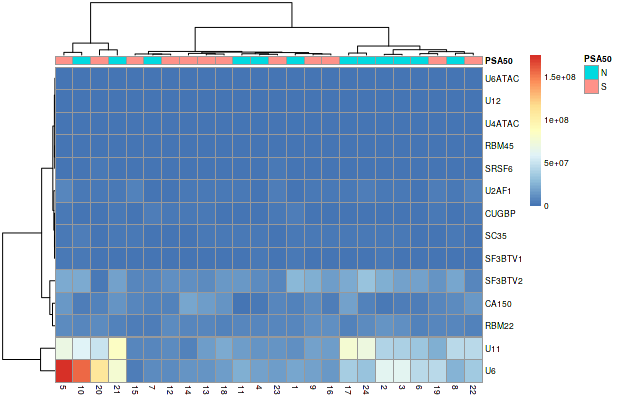 PSA50
PSA50
N
S
1.5e+08
1e+08
5e+07
0
U6ATAC
U12
U4ATAC
RBM45
SRSF6
U2AF1
CUGBP
SC35
SF3BTV1
SF3BTV2
CA150
RBM22
U11
U6
5 10 20 21 15 7 12 14 13 18 11 4 23 1 9 16 17 24 2 3 6 19 8 22